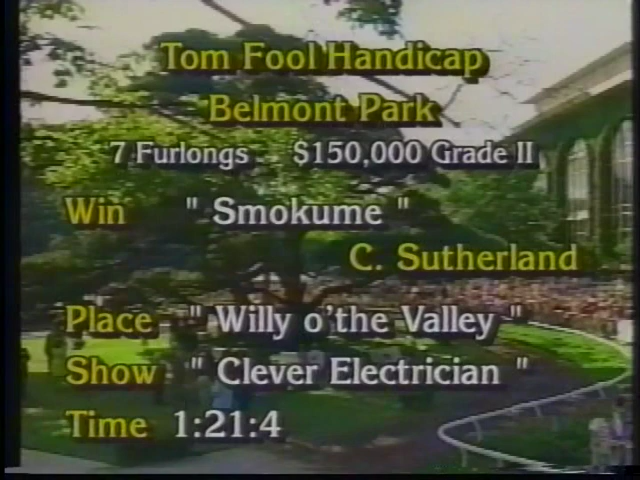 Tom Fool Handicap
Belmont Park
7 Furlongs $150,000 Grade II
Win " Smokume "
C. Sutherland
Place " Willy o'the Valley "
Show " Clever Electrician "
Time 1:21:4